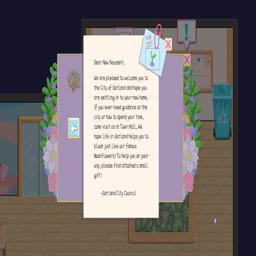 Dear New Resident,
We are pleased to welcome you to
the City of Garland and hope you
are settling in to your new home.
If you ever need guidance on the
city or how to spend your time,
come visit us at Town Hall. We
hope life in Garland helps you to
bloom just like our famous
Moonflowers! To help you on your
way, please find attached a small
gift!
-Garland City Council